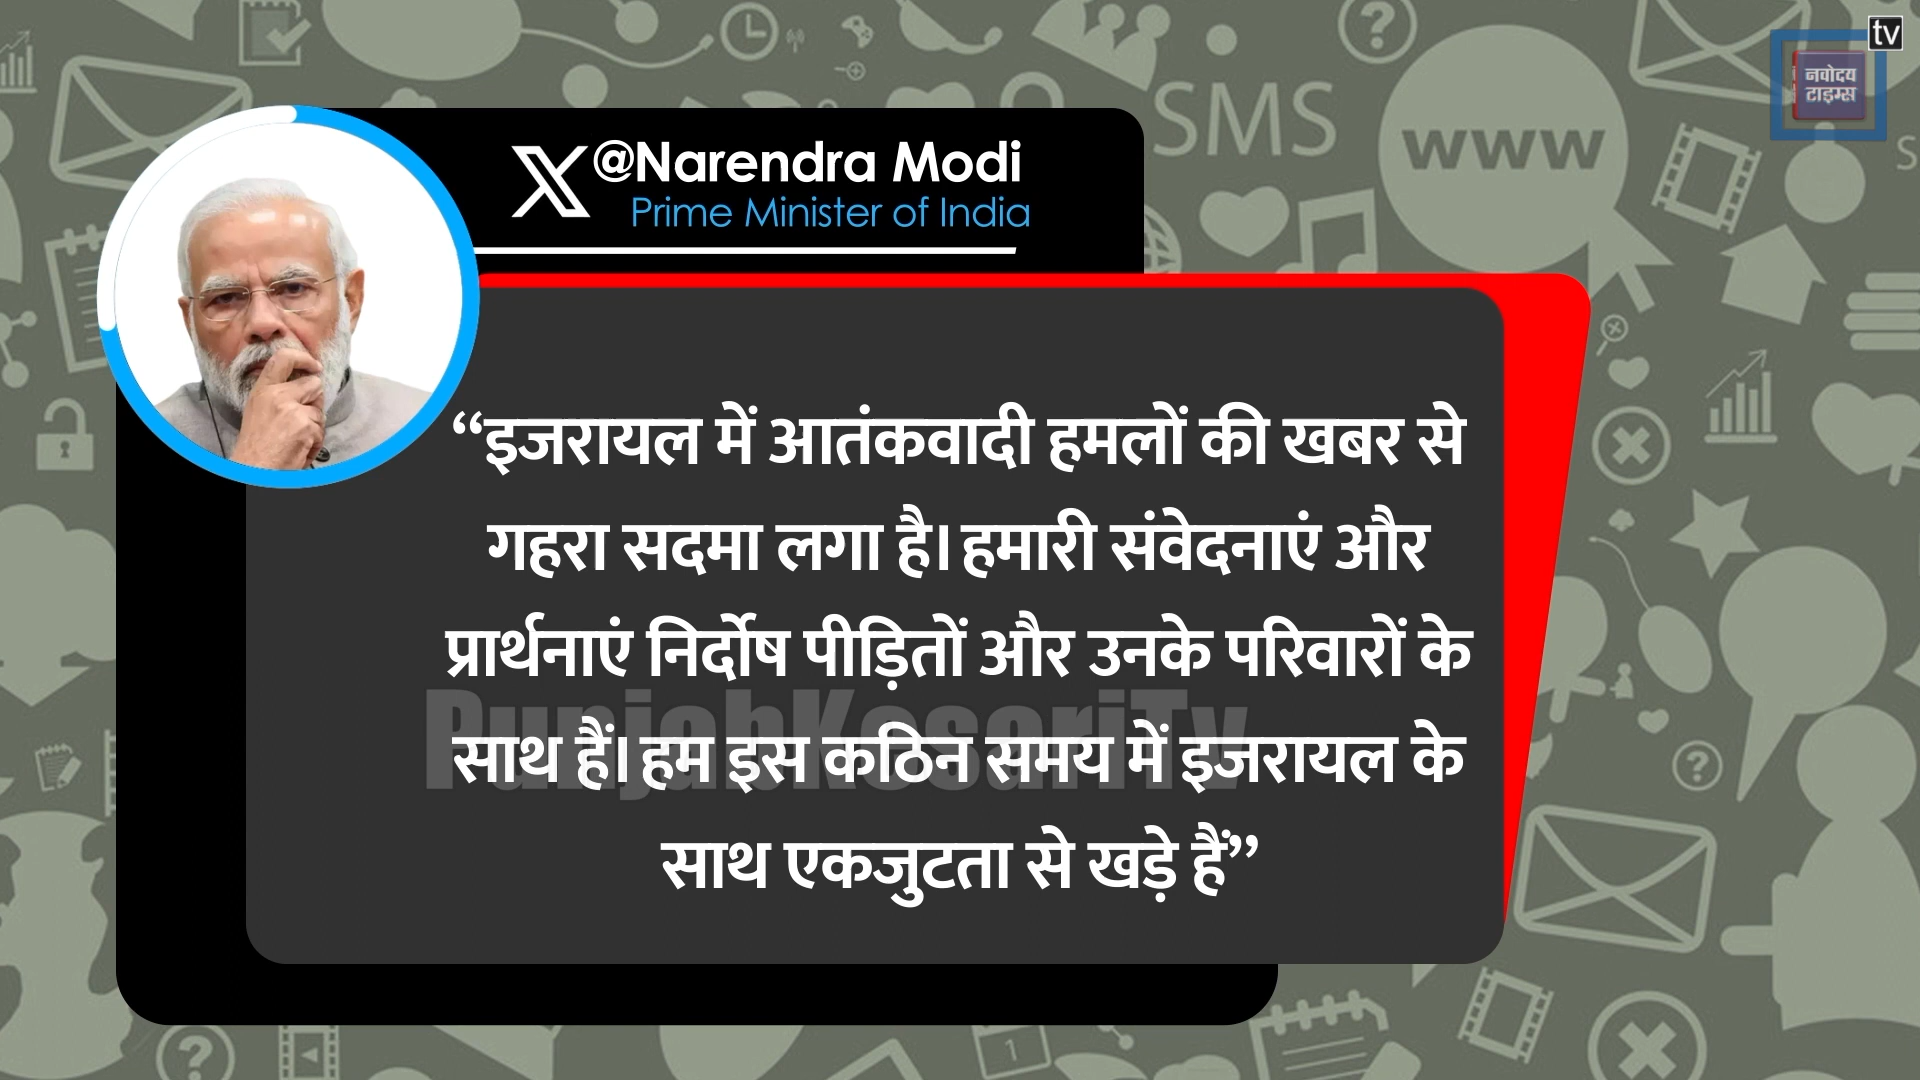 tv
नवोदय
टाइम्स
SMS
www
X @Narendra Modi
Prime Minister of India
“इजरायल में आतंकवादी हमलों की खबर से
गहरा सदमा लगा है। हमारी संवेदनाएं और
प्रार्थनाएं निर्दोष पीड़ितों और उनके परिवारों के
साथ हैं। हम इस कठिन समय में इजरायल के
साथ एकजुटता से खड़े हैं”
PunjabKesariTv
1